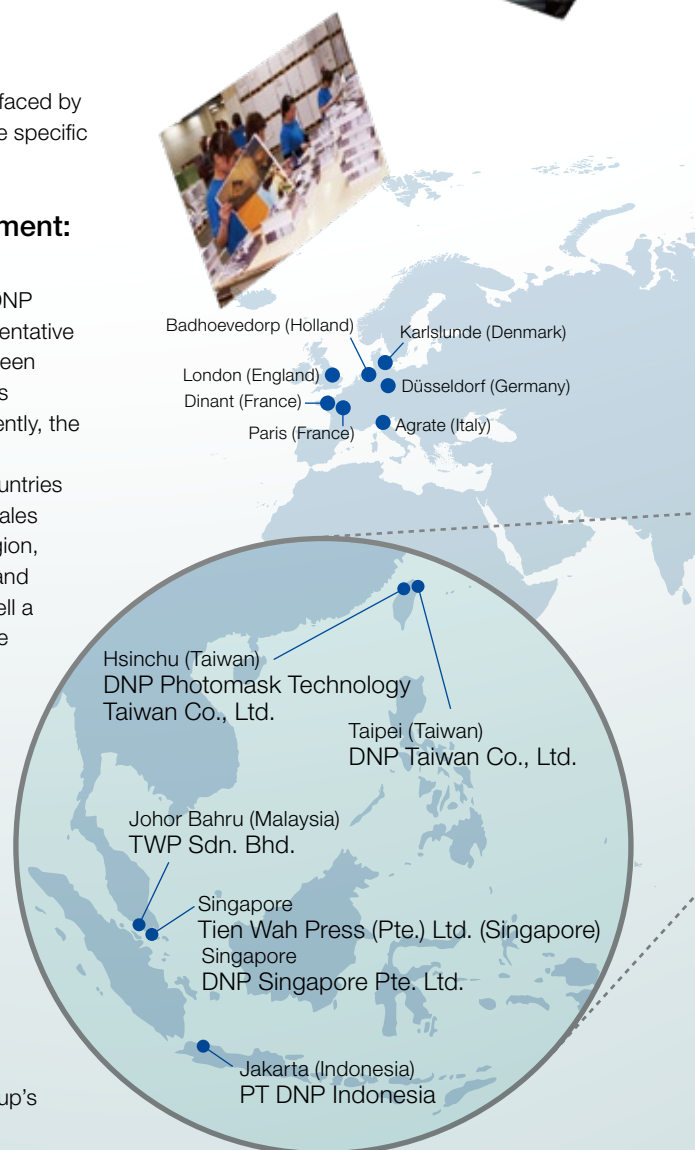 faced by
e specific
ment:
DNP
entative
een
s
ently, the
untries
ales
gion,
and
ell a
e
up's
Badhoevedorp (Holland)
Karlslunde (Denmark)
London (England)
Düsseldorf (Germany)
Dinant (France)
Paris (France)
Agrate (Italy)
Hsinchu (Taiwan)
DNP Photomask Technology
Taiwan Co., Ltd.
Taipei (Taiwan)
DNP Taiwan Co., Ltd.
Johor Bahru (Malaysia)
TWP Sdn. Bhd.
Singapore
Tien Wah Press (Pte.) Ltd. (Singapore)
Singapore
DNP Singapore Pte. Ltd.
Jakarta (Indonesia)
PT DNP Indonesia